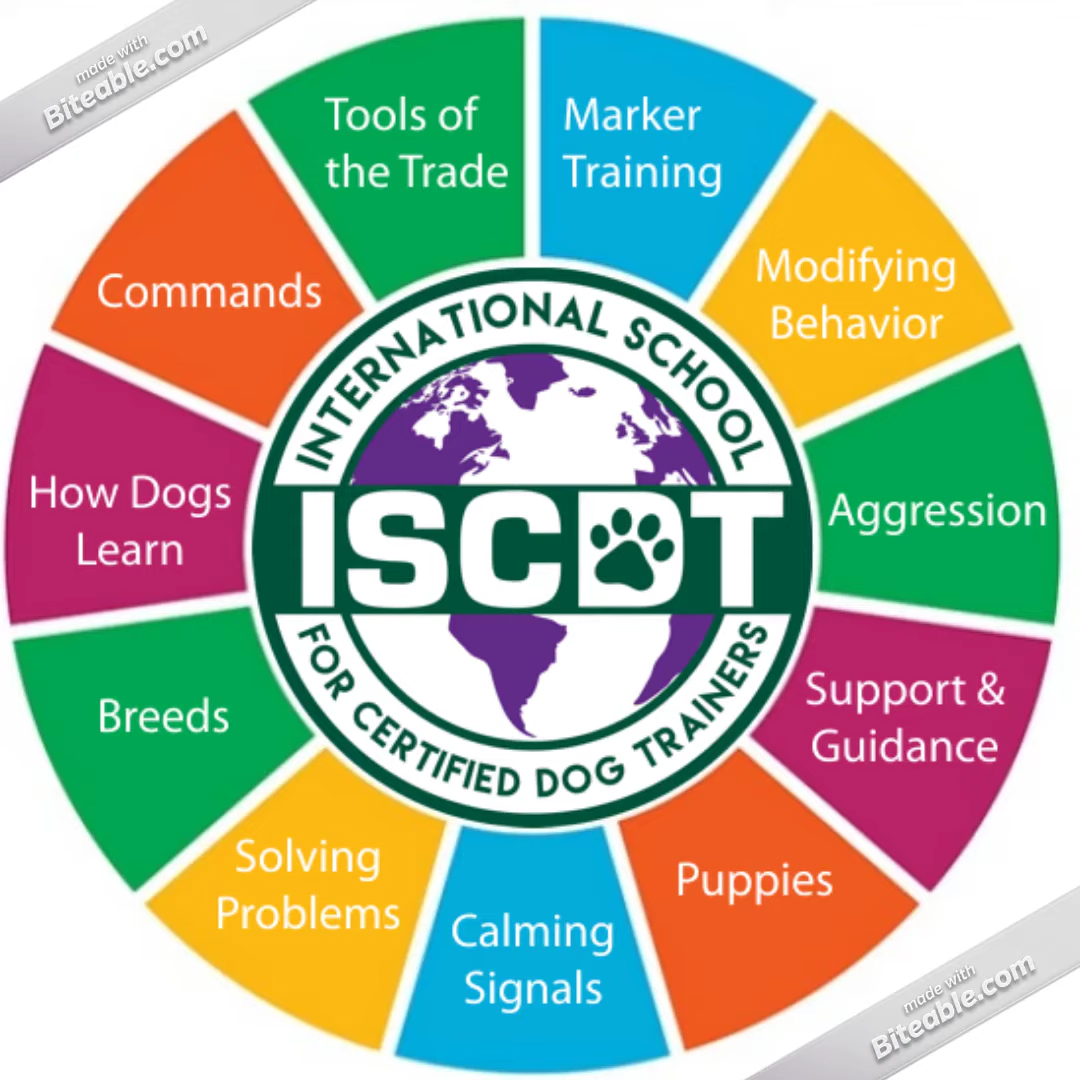 made with
Biteable.com
Tools of
the Trade
Marker
Training
Modifying
Behavior
Commands
Aggression
How Dogs
Learn
INTERNATIONAL SCHOOL
ISCDT
FOR CERTIFIED DOG TRAINERS
Support &
Guidance
Breeds
Puppies
Solving
Problems
Calming
Signals
made with
Biteable.com